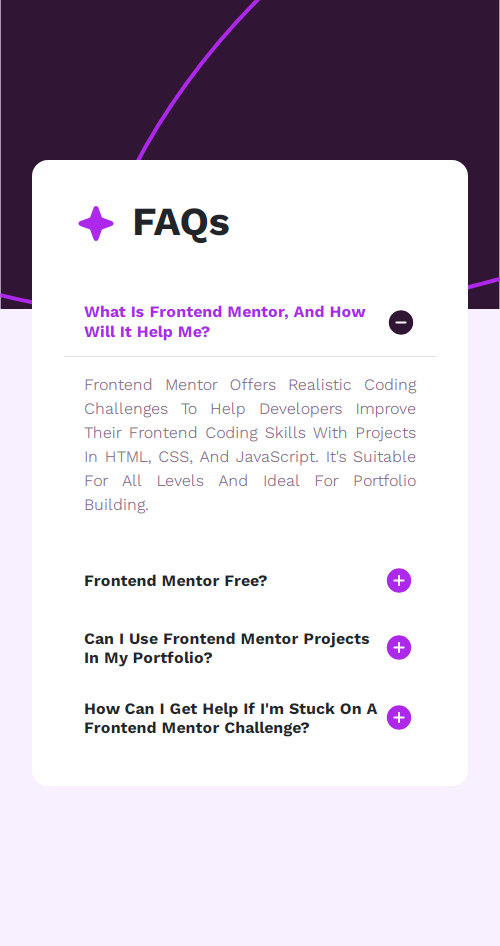 FAQs
What Is Frontend Mentor, And How
Will It Help Me?
Frontend Mentor Offers Realistic Coding
Challenges To Help Developers Improve
Their Frontend Coding Skills With Projects
In HTML, CSS, And JavaScript. It's Suitable
For All Levels And Ideal For Portfolio
Building.
Frontend Mentor Free?
Can I Use Frontend Mentor Projects
In My Portfolio?
How Can I Get Help If I'm Stuck On A
Frontend Mentor Challenge?